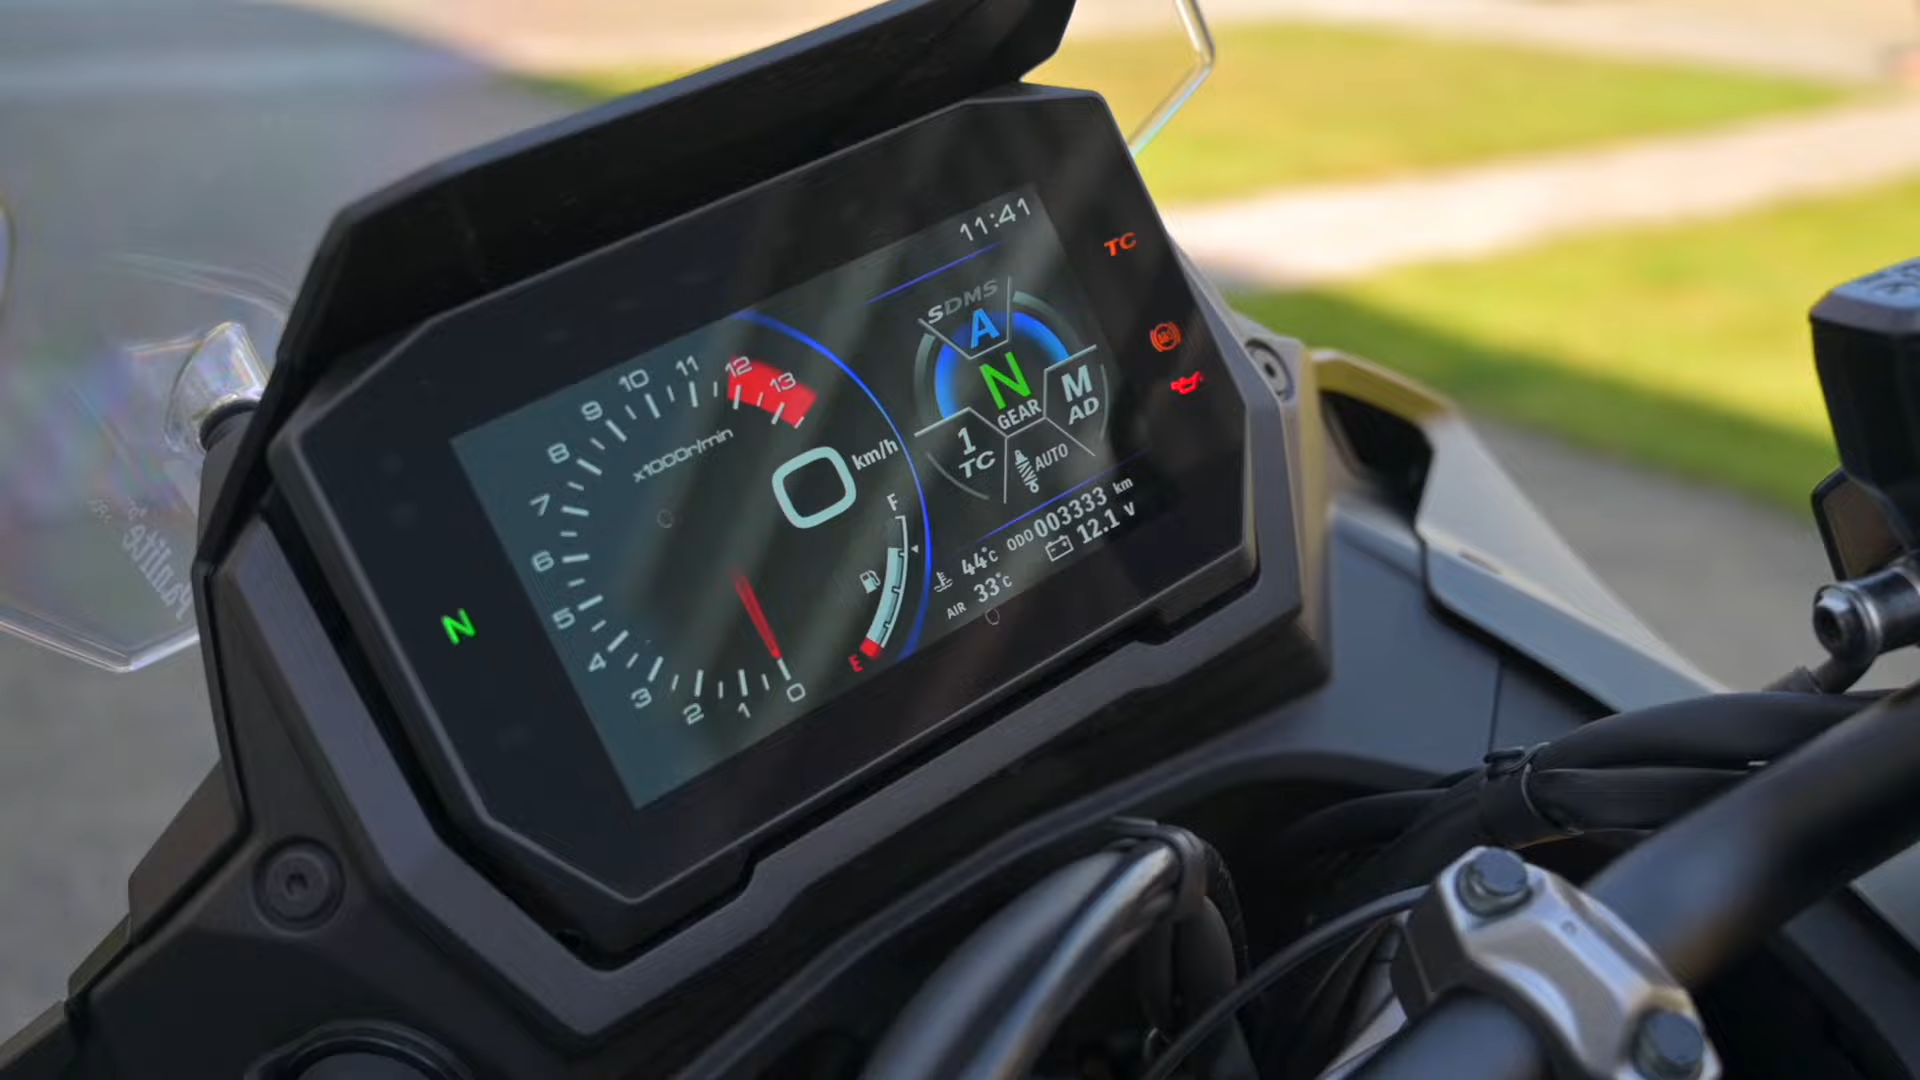 11:41
TC
SDMS
A
N
GEAR
M
AD
1
TC
AUTO
13
12
11
10
9
8
7
6
5
4
3
2
1
0
x1000r/min
0 km/h
F
E
N
44°C
ODO 003333 km
AIR 33°C
12.1 V